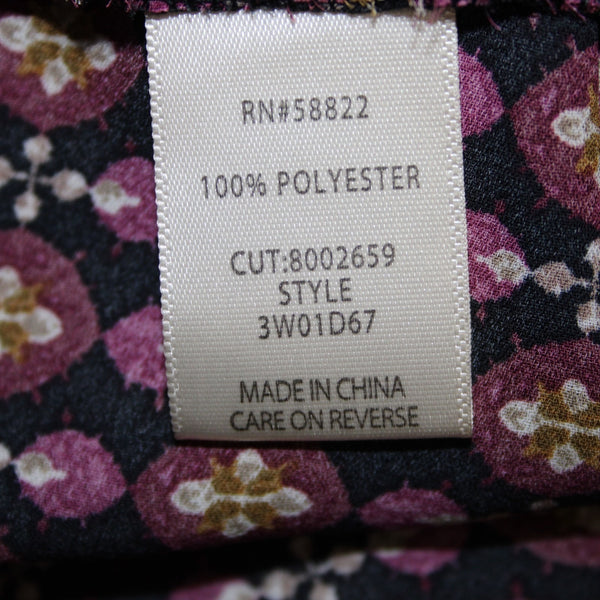 RN#58822
100% POLYESTER
CUT:8002659
STYLE
3W01D67
MADE IN CHINA
CARE ON REVERSE